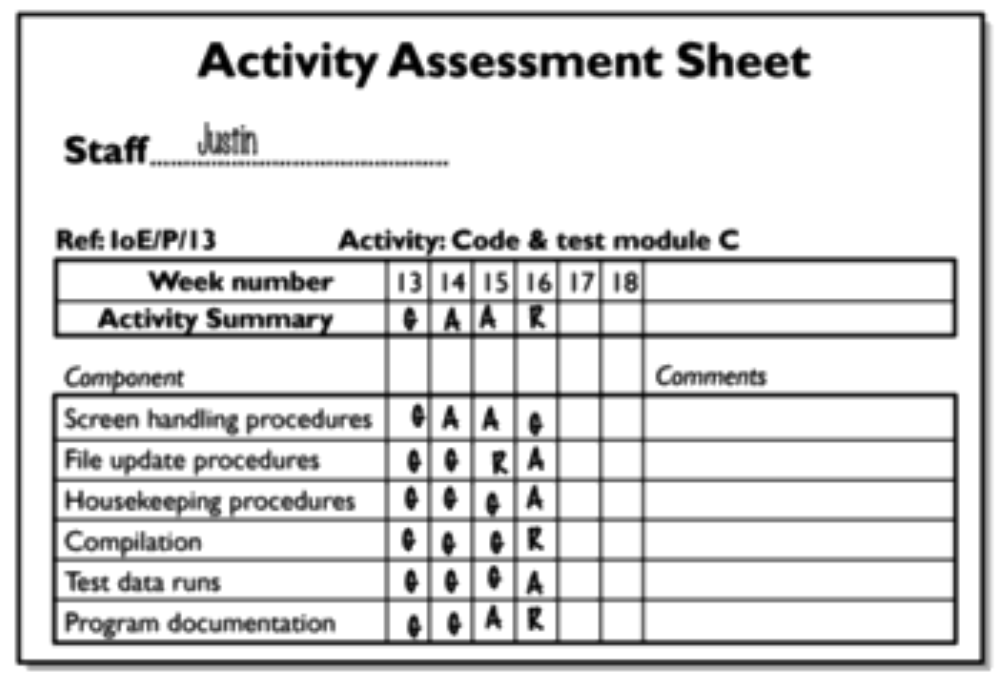 Activity Assessment Sheet
Staff Justin
Ref: IoE/P/13 Activity: Code & test module C
Week number 13 14 15 16 17 18
Activity Summary G A A R
Component Comments
Screen handling procedures G A A G
File update procedures G G R A
Housekeeping procedures G G G A
Compilation G G G R
Test data runs G G G A
Program documentation G G A R